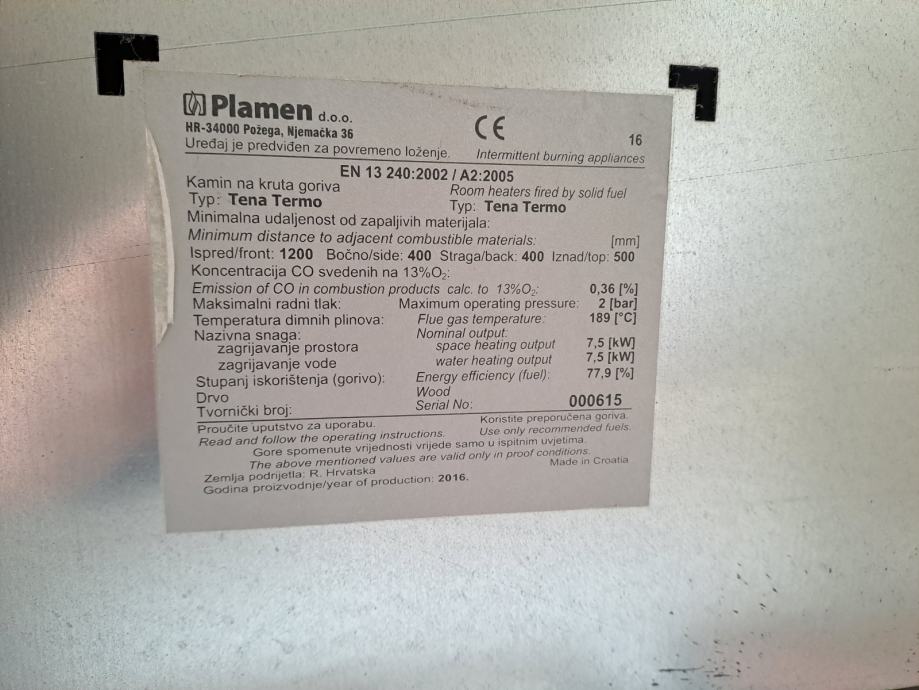 Plamen d.o.o.
HR-34000 Požega, Njemačka 36
CE
16
Uređaj je predviđen za povremeno loženje. Intermittent burning appliances
EN 13 240:2002 / A2:2005
Kamin na kruta goriva Room heaters fired by solid fuel
Typ: Tena Termo Typ: Tena Termo
Minimalna udaljenost od zapaljivih materijala:
Minimum distance to adjacent combustible materials: [mm]
Ispred/front: 1200 Bočno/side: 400 Straga/back: 400 Iznad/top: 500
Koncentracija CO svedenih na 13%O₂:
Emission of CO in combustion products calc. to 13%O₂: 0,36 [%]
Maksimalni radni tlak: Maximum operating pressure: 2 [bar]
Temperatura dimnih plinova: Flue gas temperature: 189 [°C]
Nazivna snaga: Nominal output:
zagrijavanje prostora space heating output 7,5 [kW]
zagrijavanje vode water heating output 7,5 [kW]
Stupanj iskorištenja (gorivo): Energy efficiency (fuel): 77,9 [%]
Drvo Wood
Tvornički broj: Serial No: 000615
Proučite uputstvo za uporabu. Koristite preporučena goriva.
Read and follow the operating instructions. Use only recommended fuels.
Gore spomenute vrijednosti vrijede samo u ispitnim uvjetima.
The above mentioned values are valid only in proof conditions.
Zemlja podrijetla: R. Hrvatska Made in Croatia
Godina proizvodnje/year of production: 2016.